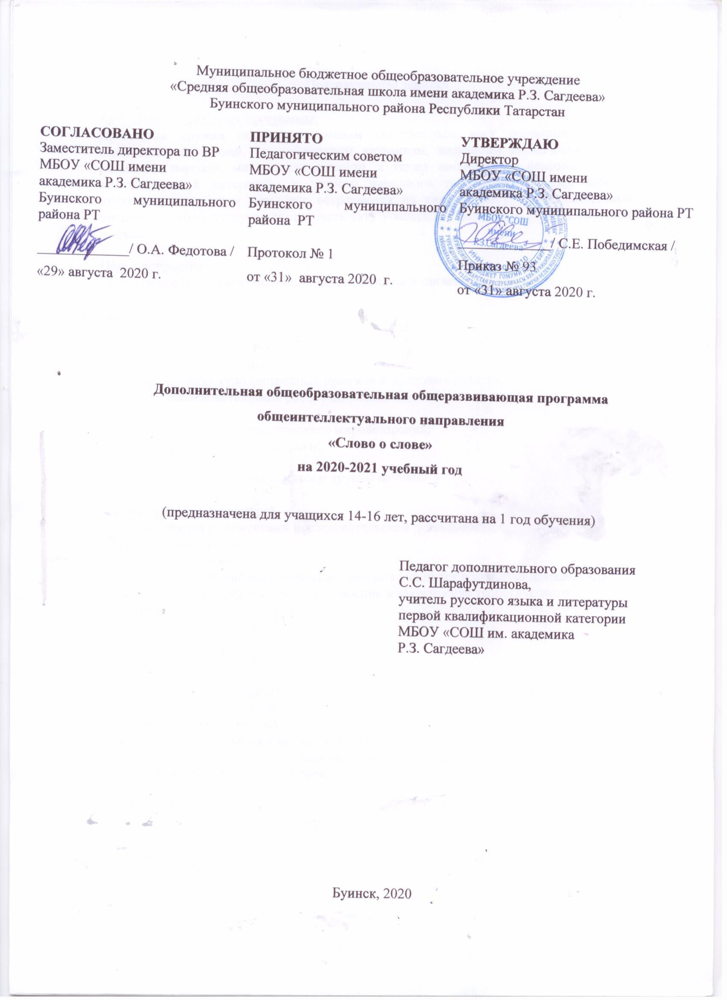 Муниципальное бюджетное общеобразовательное учреждение
«Средняя общеобразовательная школа имени академика Р.З. Сагдеева»
Буинского муниципального района Республики Татарстан
СОГЛАСОВАНО
Заместитель директора по ВР
МБОУ «СОШ имени
академика Р.З. Сагдеева»
Буинского муниципального
района РТ
/ О.А. Федотова /
«29» августа 2020 г.
ПРИНЯТО
Педагогическим советом
МБОУ «СОШ имени
академика Р.З. Сагдеева»
Буинского муниципального
района РТ
Протокол № 1
от «31» августа 2020 г.
УТВЕРЖДАЮ
Директор
МБОУ «СОШ имени
академика Р.З. Сагдеева»
Буинского муниципального района РТ
/ С.Е. Победимская /
Приказ № 93
от «31» августа 2020 г.
МБОУ "СОШ
имени
Р.З.Сагдеева"
Дополнительная общеобразовательная общеразвивающая программа
общеинтеллектуального направления
«Слово о слове»
на 2020-2021 учебный год
(предназначена для учащихся 14-16 лет, рассчитана на 1 год обучения)
Педагог дополнительного образования
С.С. Шарафутдинова,
учитель русского языка и литературы
первой квалификационной категории
МБОУ «СОШ им. академика
Р.З. Сагдеева»
Буинск, 2020